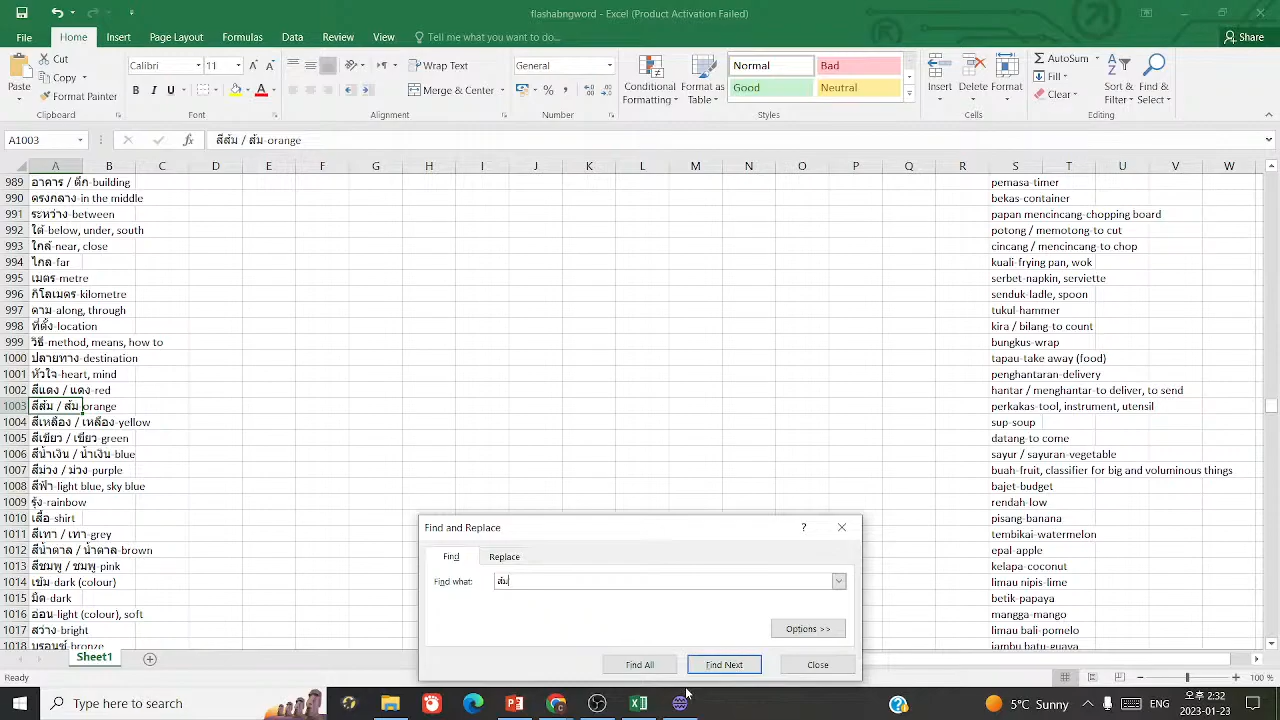 flashabngword - Excel (Product Activation Failed)
File Home Insert Page Layout Formulas Data Review View Tell me what you want to do... Share
Paste Cut Copy Format Painter Clipboard
Calibri 11 B I U Font
Wrap Text Merge & Center Alignment
General % , Number
Conditional Formatting Format as Table Normal Bad Good Neutral Styles
Insert Delete Format Cells
AutoSum Fill Clear Sort & Filter Find & Select Editing
A1003 fx สีส้ม / ส้ม-orange
A B C D E F G H I J K L M N O P Q R S T U V W
989 อาคาร / ตึก-building pemasa-timer
990 ตรงกลาง-in the middle bekas-container
991 ระหว่าง-between papan mencincang-chopping board
992 ใต้-below, under, south potong / memotong-to cut
993 ใกล้-near, close cincang / mencincang-to chop
994 ไกล-far kuali-frying pan, wok
995 เมตร-metre serbet-napkin, serviette
996 กิโลเมตร-kilometre senduk-ladle, spoon
997 ตาม-along, through tukul-hammer
998 ที่ตั้ง-location kira / bilang-to count
999 วิธี-method, means, how to bungkus-wrap
1000 ปลายทาง-destination tapau-take away (food)
1001 หัวใจ-heart, mind penghantaran-delivery
1002 สีแดง / แดง-red hantar / menghantar-to deliver, to send
1003 สีส้ม / ส้ม-orange perkakas-tool, instrument, utensil
1004 สีเหลือง / เหลือง-yellow sup-soup
1005 สีเขียว / เขียว-green datang-to come
1006 สีน้ำเงิน / น้ำเงิน-blue sayur / sayuran-vegetable
1007 สีม่วง / ม่วง-purple buah-fruit, classifier for big and voluminous things
1008 สีฟ้า-light blue, sky blue bajet-budget
1009 รุ้ง-rainbow rendah-low
1010 เสื้อ-shirt pisang-banana
1011 สีเทา / เทา-grey tembikai-watermelon
1012 สีน้ำตาล / น้ำตาล-brown epal-apple
1013 สีชมพู / ชมพู-pink kelapa-coconut
1014 เข้ม-dark (colour) limau nipis-lime
1015 มืด-dark betik-papaya
1016 อ่อน-light (colour), soft mangga-mango
1017 สว่าง-bright limau bali-pomelo
1018 บรอนซ์-bronze jambu batu-guava
Find and Replace ?
Find Replace
Find what: ส้ม
Options >>
Find All Find Next Close
Sheet1
Ready 100 %
Type here to search
Sunny ENG 오후 2:32
2023-01-23